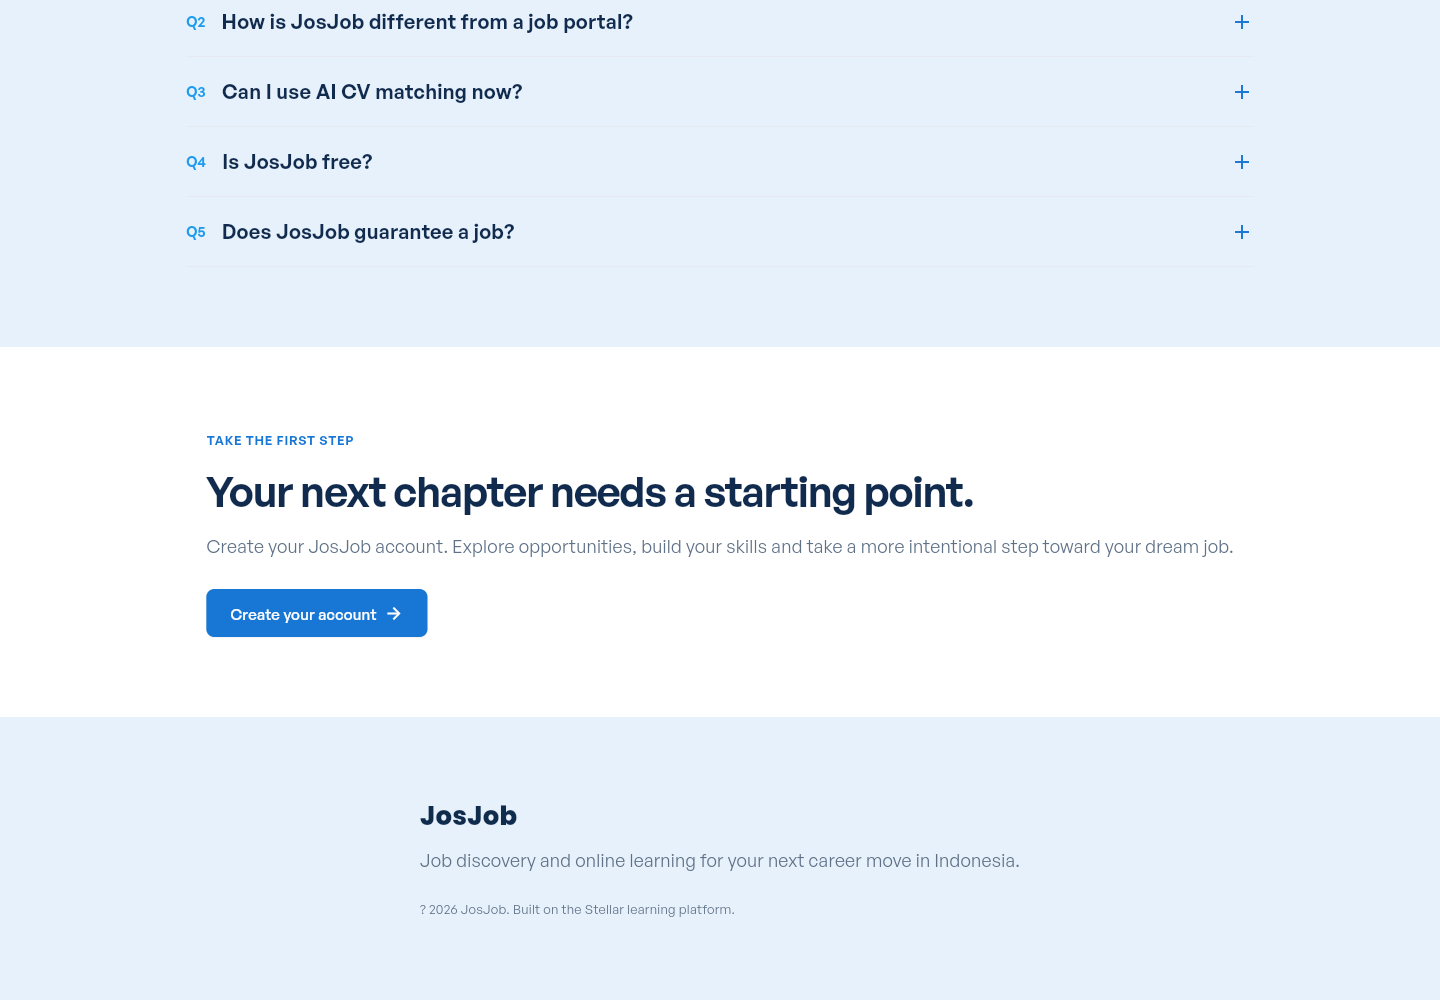 Q2 How is JosJob different from a job portal?
Q3 Can I use AI CV matching now?
Q4 Is JosJob free?
Q5 Does JosJob guarantee a job?
TAKE THE FIRST STEP
Your next chapter needs a starting point.
Create your JosJob account. Explore opportunities, build your skills and take a more intentional step toward your dream job.
Create your account →
JosJob
Job discovery and online learning for your next career move in Indonesia.
? 2026 JosJob. Built on the Stellar learning platform.